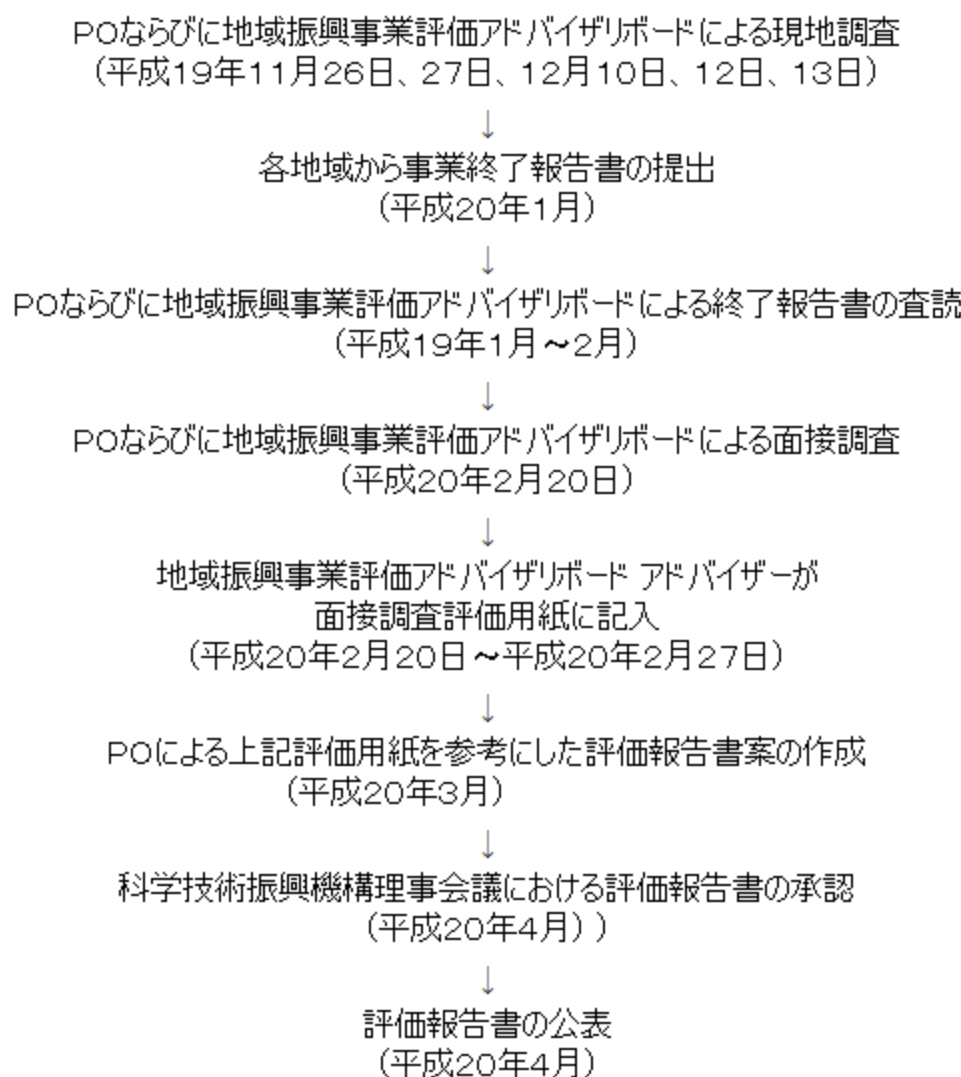 POならびに地域振興事業評価アドバイザリボードによる現地調査
(平成19年11月26日、27日、12月10日、12日、13日)
↓
各地域から事業終了報告書の提出
(平成20年1月)
↓
POならびに地域振興事業評価アドバイザリボードによる終了報告書の査読
(平成19年1月～2月)
↓
POならびに地域振興事業評価アドバイザリボードによる面接調査
(平成20年2月20日)
↓
地域振興事業評価アドバイザリボード アドバイザーが
面接調査評価用紙に記入
(平成20年2月20日～平成20年2月27日)
↓
POによる上記評価用紙を参考にした評価報告書案の作成
(平成20年3月)
↓
科学技術振興機構理事会議における評価報告書の承認
(平成20年4月))
↓
評価報告書の公表
(平成20年4月)